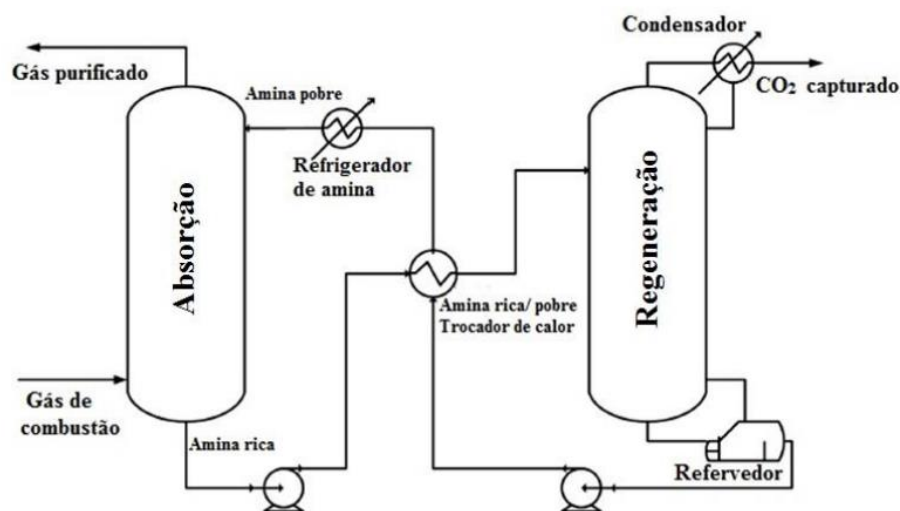 Condensador
Gás purificado
CO₂ capturado
Amina pobre
Refrigerador
de amina
Absorção
Regeneração
Amina rica/ pobre
Trocador de calor
Gás de
combustão
Amina rica
Refervedor